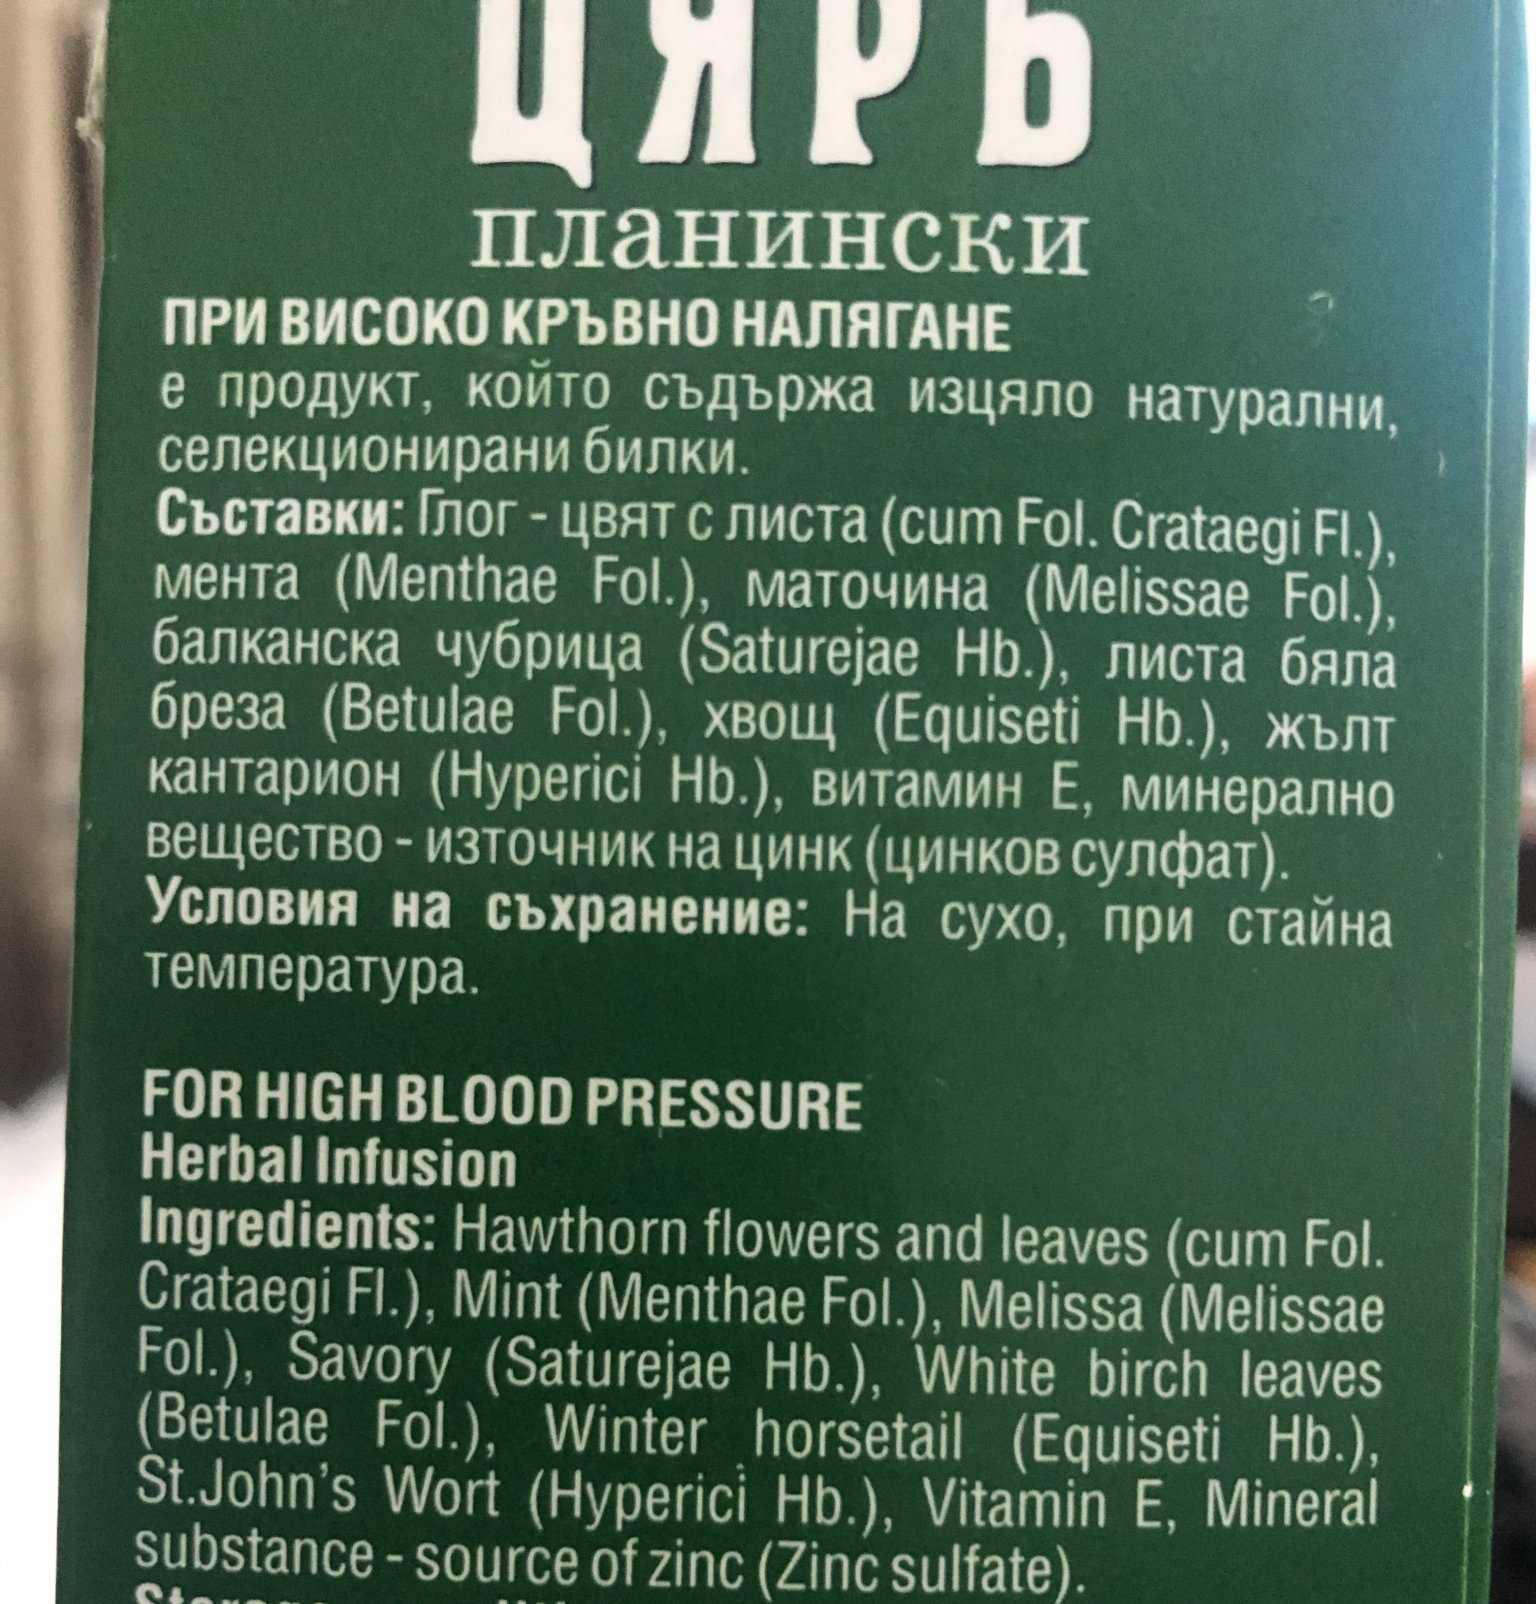 ЦЯРЪ
планински
ПРИ ВИСОКО КРЪВНО НАЛЯГАНЕ
е продукт, който съдържа изцяло натурални,
селекционирани билки.
Съставки: Глог - цвят с листа (cum Fol. Crataegi Fl.),
мента (Menthae Fol.), маточина (Melissae Fol.),
балканска чубрица (Saturejae Hb.), листа бяла
бреза (Betulae Fol.), хвощ (Equiseti Hb.), жълт
кантарион (Hyperici Hb.), витамин Е, минерално
вещество - източник на цинк (цинков сулфат).
Условия на съхранение: На сухо, при стайна
температура.
FOR HIGH BLOOD PRESSURE
Herbal Infusion
Ingredients: Hawthorn flowers and leaves (cum Fol.
Crataegi Fl.), Mint (Menthae Fol.), Melissa (Melissae
Fol.), Savory (Saturejae Hb.), White birch leaves
(Betulae Fol.), Winter horsetail (Equiseti Hb.),
St.John's Wort (Hyperici Hb.), Vitamin E, Mineral
substance - source of zinc (Zinc sulfate).